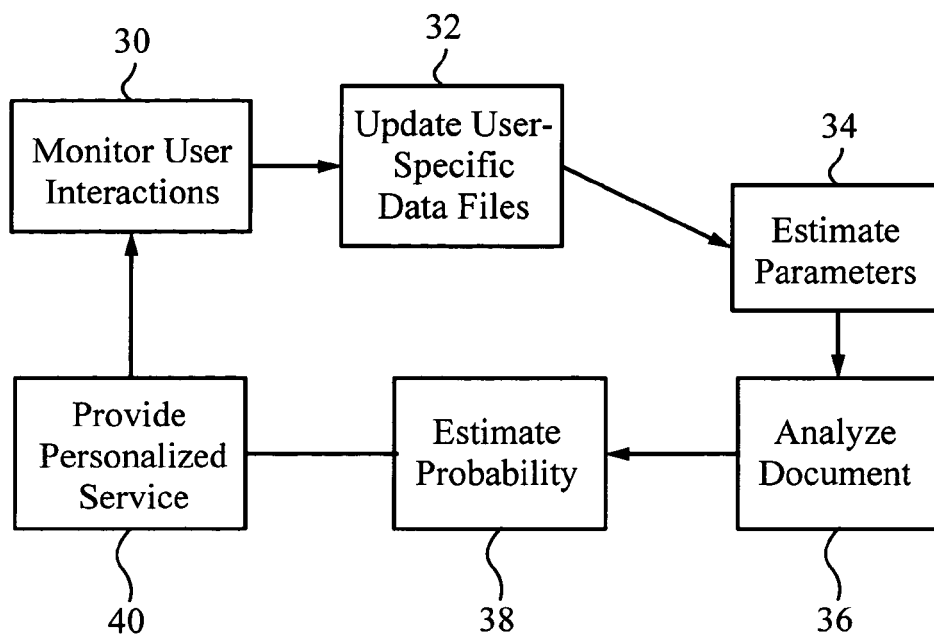 30
Monitor User
Interactions
32
Update User-
Specific
Data Files
34
Estimate
Parameters
Provide
Personalized
Service
40
Estimate
Probability
38
Analyze
Document
36